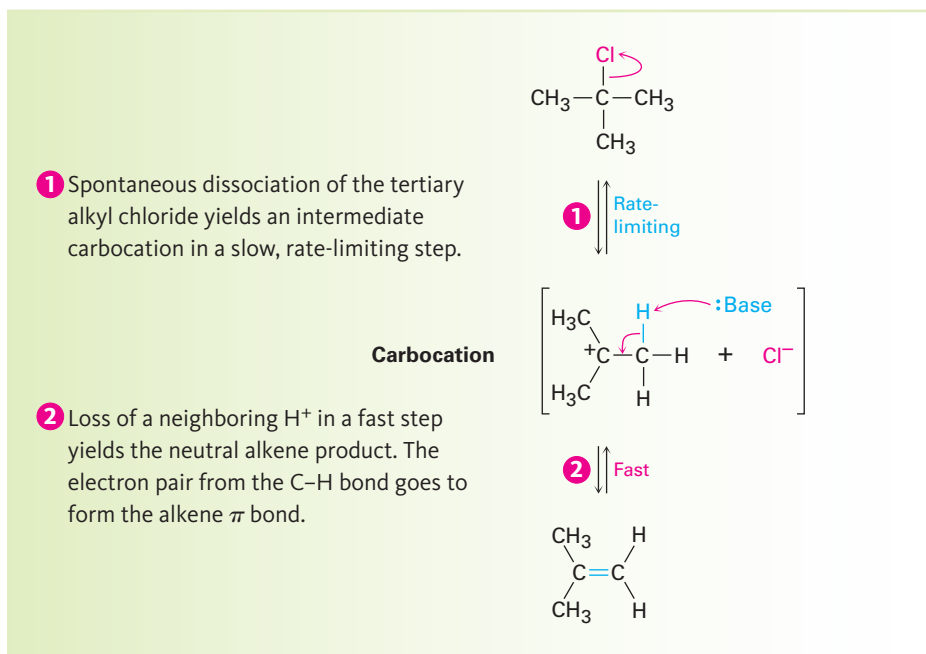 Cl
CH₃—C—CH₃
CH₃
1 Spontaneous dissociation of the tertiary
alkyl chloride yields an intermediate
carbocation in a slow, rate-limiting step.
1 Rate-
limiting
H :Base
H₃C
Carbocation
+C—C—H + Cl⁻
H₃C H
2 Loss of a neighboring H⁺ in a fast step
yields the neutral alkene product. The
electron pair from the C–H bond goes to
form the alkene π bond.
2 Fast
CH₃ H
C=C
CH₃ H